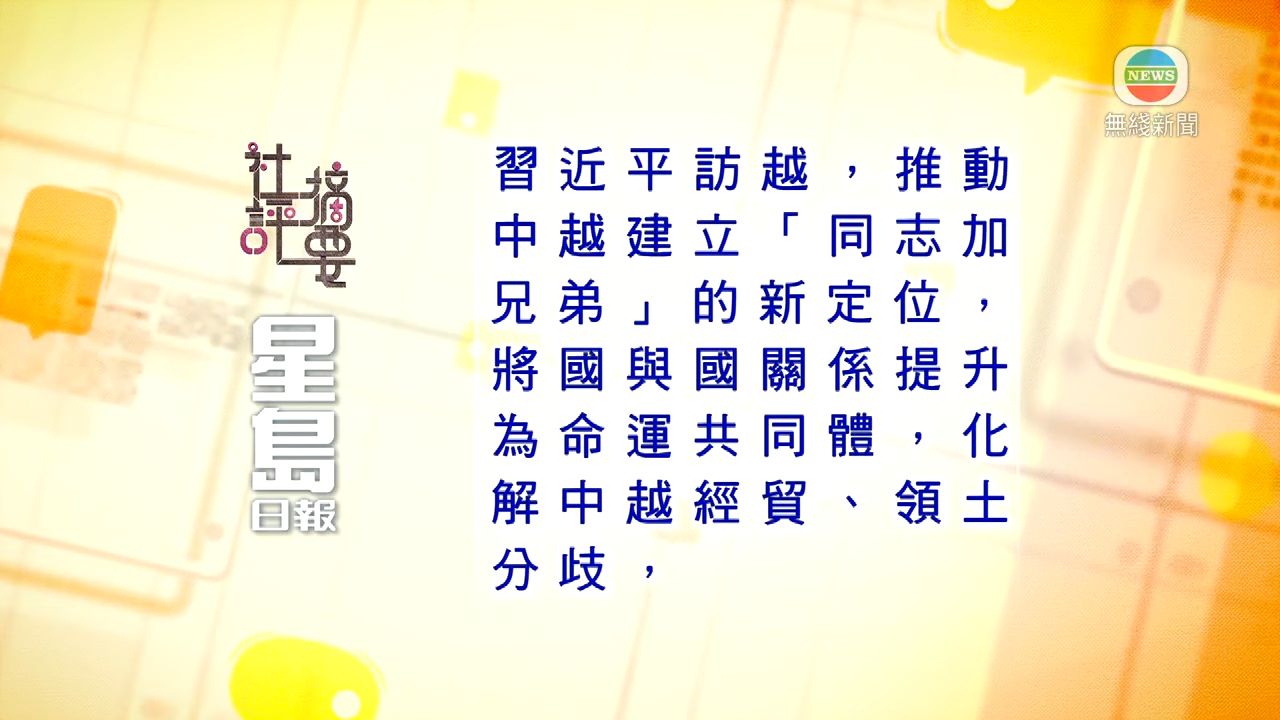 NEWS
無綫新聞
社評
摘要
星島
日報
習近平訪越，推動
中越建立「同志加
兄弟」的新定位，
將國與國關係提升
為命運共同體，化
解中越經貿、領土
分歧，